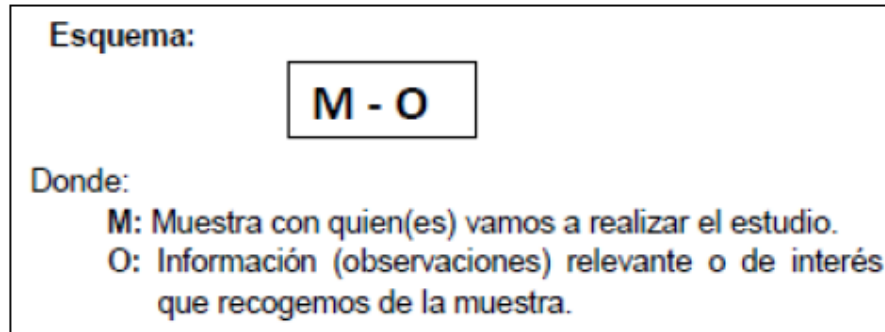 Esquema:
M - O
Donde:
M: Muestra con quien(es) vamos a realizar el estudio.
O: Información (observaciones) relevante o de interés
que recogemos de la muestra.